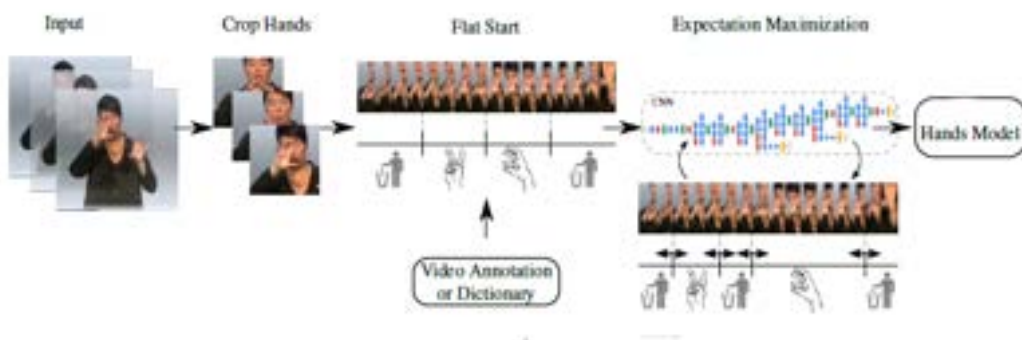 Input
Crop Hands
Flat Start
Expectation Maximization
CNN
Hands Model
Video Annotation
or Dictionary